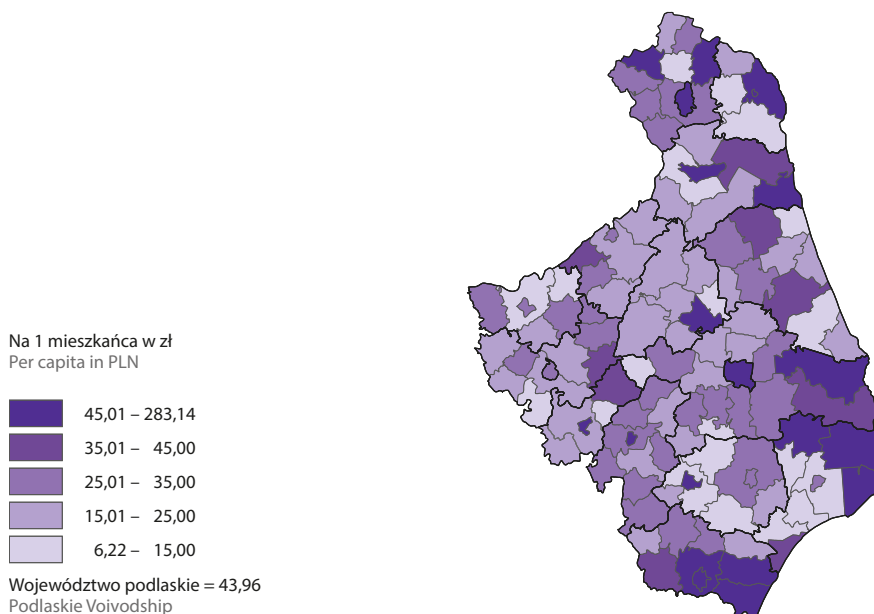 Na 1 mieszkańca w zł
Per capita in PLN
45,01 – 283,14
35,01 – 45,00
25,01 – 35,00
15,01 – 25,00
6,22 – 15,00
Województwo podlaskie = 43,96
Podlaskie Voivodship